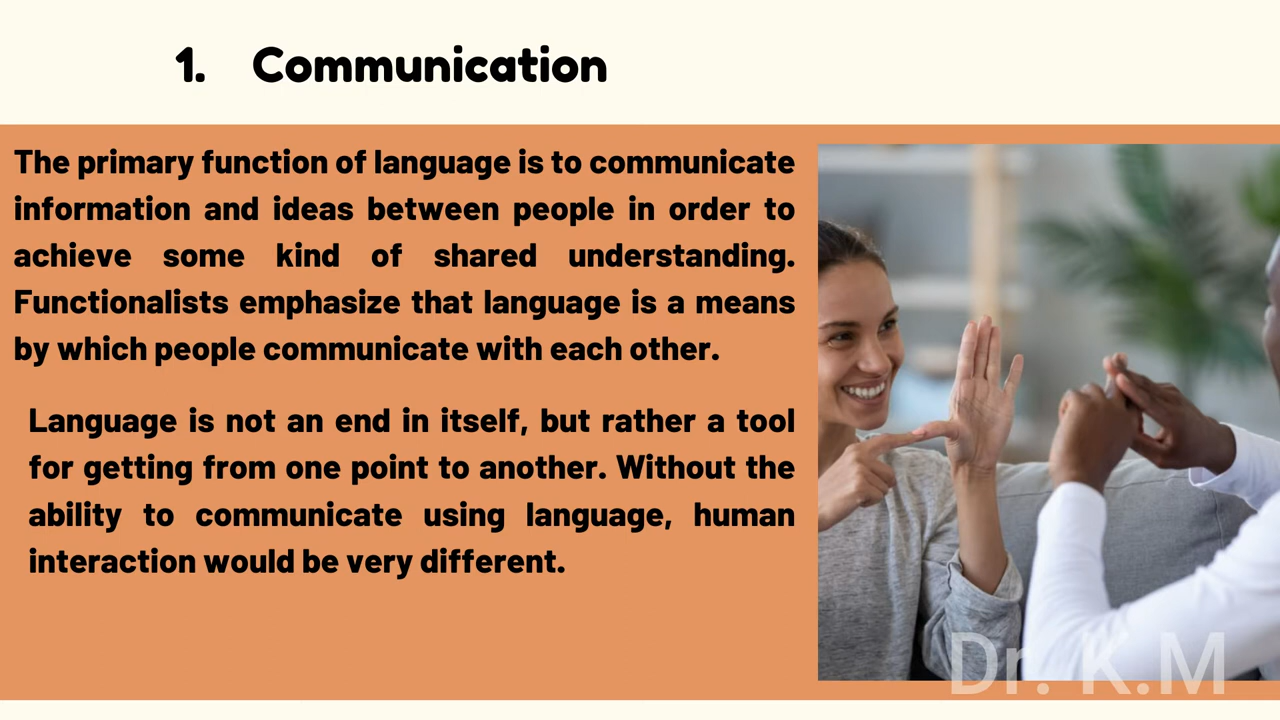 1. Communication
The primary function of language is to communicate
information and ideas between people in order to
achieve some kind of shared understanding.
Functionalists emphasize that language is a means
by which people communicate with each other.
Language is not an end in itself, but rather a tool
for getting from one point to another. Without the
ability to communicate using language, human
interaction would be very different.
Dr. K.M